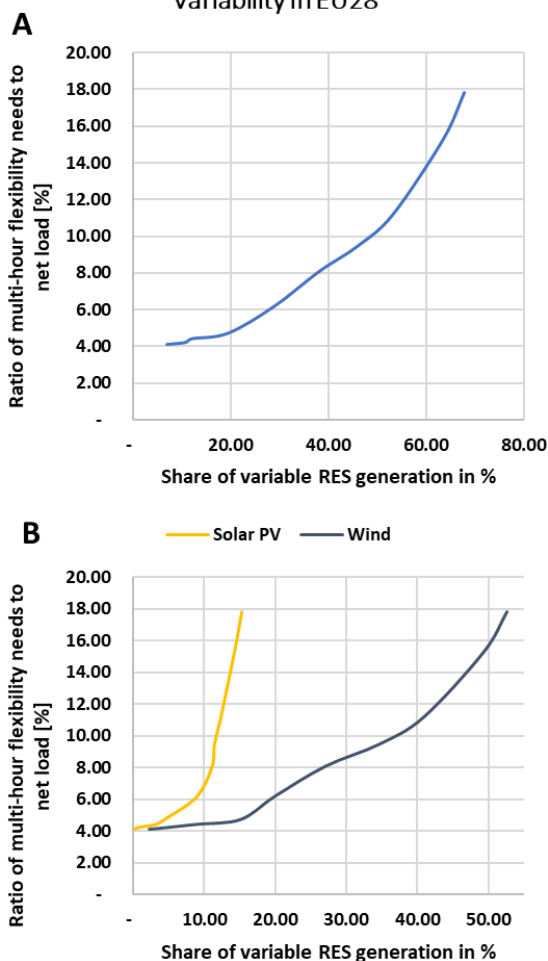 Variability in EU28
A
Ratio of multi-hour flexibility needs to
net load [%]
20.00
18.00
16.00
14.00
12.00
10.00
8.00
6.00
4.00
2.00
-
- 20.00 40.00 60.00 80.00
Share of variable RES generation in %
B
Solar PV Wind
Ratio of multi-hour flexibility needs to
net load [%]
20.00
18.00
16.00
14.00
12.00
10.00
8.00
6.00
4.00
2.00
-
- 10.00 20.00 30.00 40.00 50.00
Share of variable RES generation in %